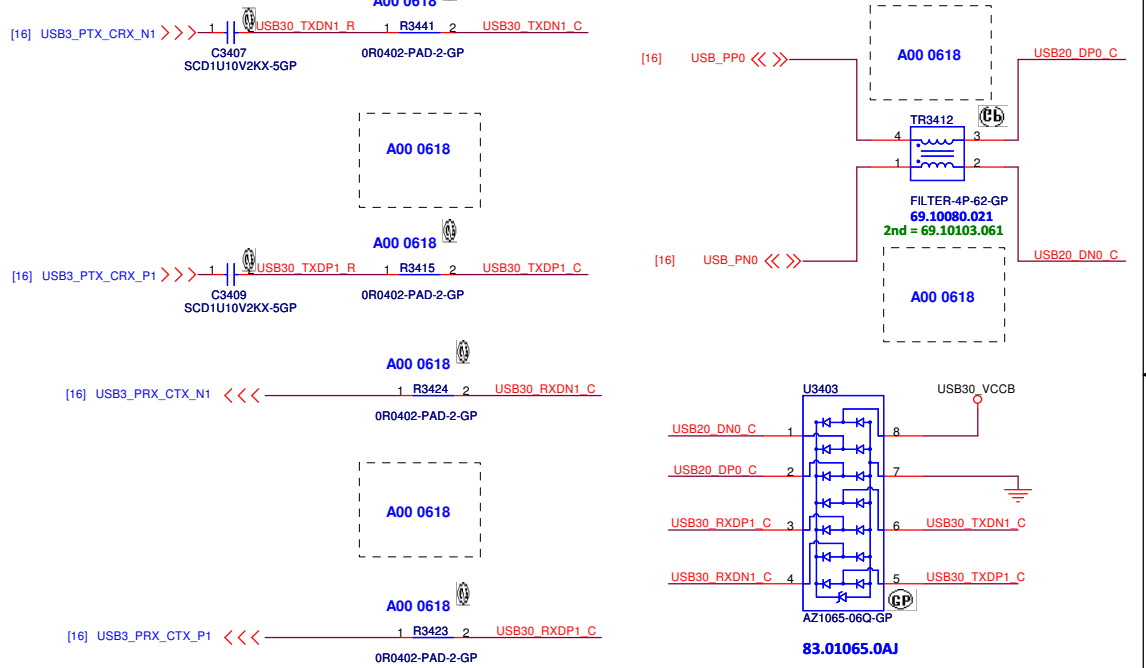 A00 0618
[16] USB3_PTX_CRX_N1 1 2 USB30_TXDN1_R 1 R3441 2 USB30_TXDN1_C
C3407
SCD1U10V2KX-5GP
0R0402-PAD-2-GP
A00 0618
A00 0618
[16] USB3_PTX_CRX_P1 1 2 USB30_TXDP1_R 1 R3415 2 USB30_TXDP1_C
C3409
SCD1U10V2KX-5GP
0R0402-PAD-2-GP
A00 0618
[16] USB3_PRX_CTX_N1 1 R3424 2 USB30_RXDN1_C
0R0402-PAD-2-GP
A00 0618
A00 0618
[16] USB3_PRX_CTX_P1 1 R3423 2 USB30_RXDP1_C
0R0402-PAD-2-GP
[16] USB_PP0 A00 0618 USB20_DP0_C
TR3412
4 3
1 2
FILTER-4P-62-GP
69.10080.021
2nd = 69.10103.061
[16] USB_PN0 USB20_DN0_C
A00 0618
U3403 USB30_VCCB
USB20_DN0_C 1 8
USB20_DP0_C 2 7
USB30_RXDP1_C 3 6 USB30_TXDN1_C
USB30_RXDN1_C 4 5 USB30_TXDP1_C
GP
AZ1065-06Q-GP
83.01065.0AJ